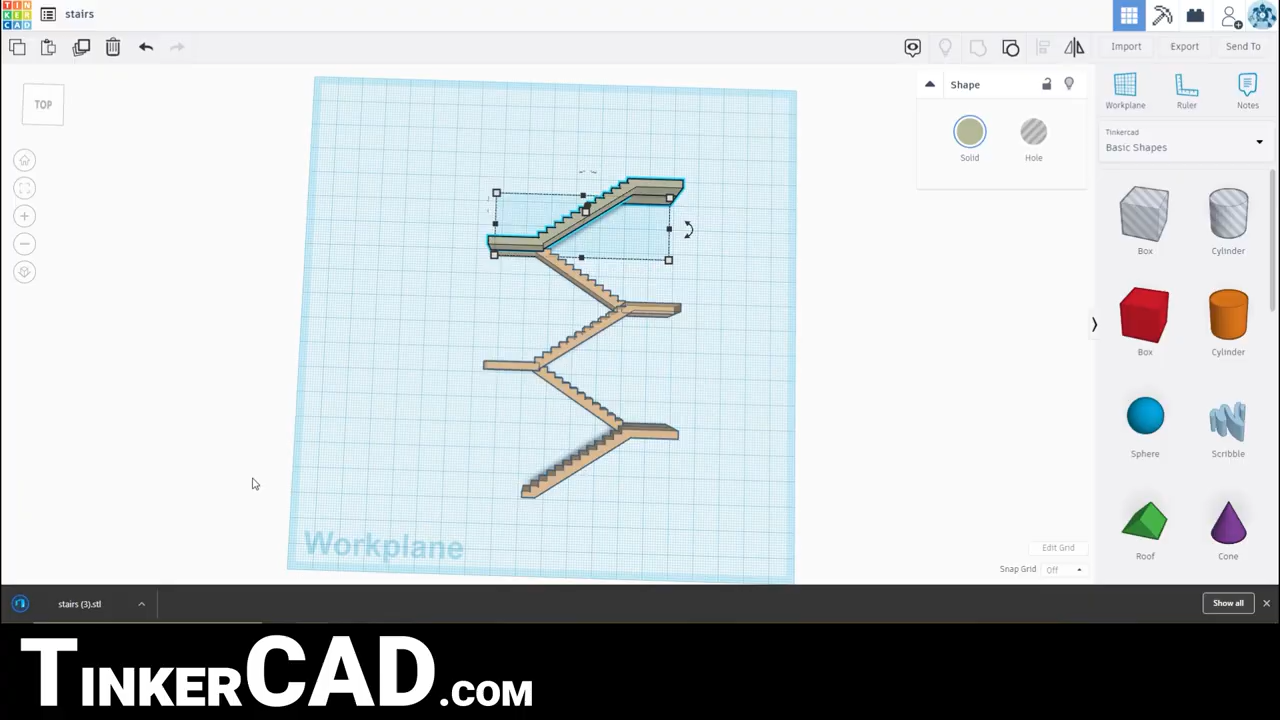 TIN
KER
CAD
stairs
Import
Export
Send To
TOP
Shape
Solid
Hole
Workplane
Ruler
Notes
Tinkercad
Basic Shapes
Box
Cylinder
Box
Cylinder
Sphere
Scribble
Roof
Cone
Workplane
Edit Grid
Snap Grid
Off
stairs (3).stl
Show all
TINKERCAD.COM